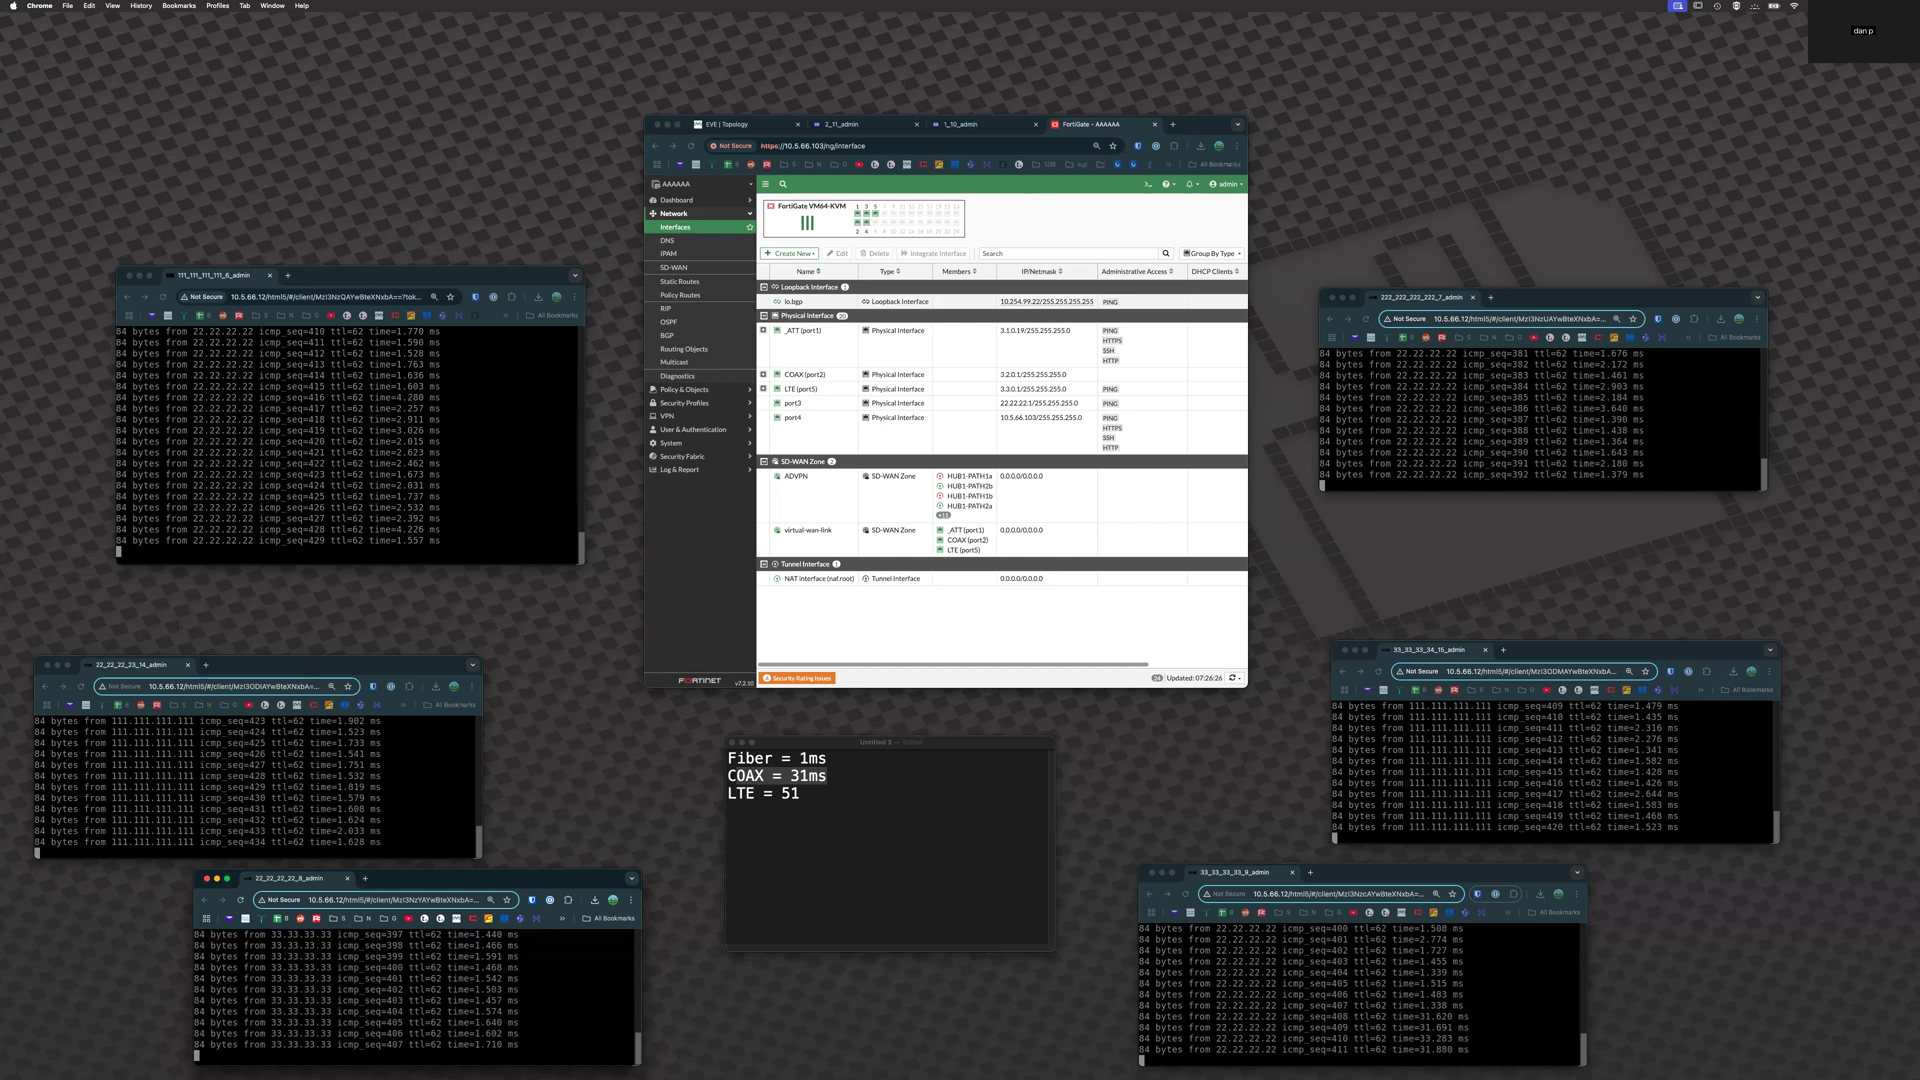 Chrome File Edit View History Bookmarks Profiles Tab Window Help
dan p
EVE | Topology 2_11_admin 1_10_admin FortiGate - AAAAAA
Not Secure https://10.5.66.103/ng/interface
All Bookmarks
AAAAAA
admin
Dashboard
Network
Interfaces
DNS
IPAM
SD-WAN
Static Routes
Policy Routes
RIP
OSPF
BGP
Routing Objects
Multicast
Diagnostics
Policy & Objects
Security Profiles
VPN
User & Authentication
System
Security Fabric
Log & Report
FORTINET v7.2.10
FortiGate VM64-KVM
1 3 5 7 9 11 13 15 17 19 21 23
2 4 6 8 10 12 14 16 18 20 22 24
Create New Edit Delete Integrate Interface Search Group By Type
Name Type Members IP/Netmask Administrative Access DHCP Clients
Loopback Interface 1
lo.bgp Loopback Interface 10.254.99.22/255.255.255.255 PING
Physical Interface 20
_ATT (port1) Physical Interface 3.1.0.19/255.255.255.0 PING
HTTPS
SSH
HTTP
COAX (port2) Physical Interface 3.2.0.1/255.255.255.0
LTE (port5) Physical Interface 3.3.0.1/255.255.255.0 PING
port3 Physical Interface 22.22.22.1/255.255.255.0 PING
port4 Physical Interface 10.5.66.103/255.255.255.0 PING
HTTPS
SSH
HTTP
SD-WAN Zone 2
ADVPN SD-WAN Zone HUB1-PATH1a 0.0.0.0/0.0.0.0
HUB1-PATH2b
HUB1-PATH1b
HUB1-PATH2a
+11
virtual-wan-link SD-WAN Zone _ATT (port1) 0.0.0.0/0.0.0.0
COAX (port2)
LTE (port5)
Tunnel Interface 1
NAT interface (naf.root) Tunnel Interface 0.0.0.0/0.0.0.0
Security Rating Issues
Updated: 07:26:26
111_111_111_111_6_admin
Not Secure
All Bookmarks
84 bytes from 22.22.22.22 icmp_seq=410 ttl=62 time=1.770 ms
84 bytes from 22.22.22.22 icmp_seq=411 ttl=62 time=1.590 ms
84 bytes from 22.22.22.22 icmp_seq=412 ttl=62 time=1.528 ms
84 bytes from 22.22.22.22 icmp_seq=413 ttl=62 time=1.763 ms
84 bytes from 22.22.22.22 icmp_seq=414 ttl=62 time=1.636 ms
84 bytes from 22.22.22.22 icmp_seq=415 ttl=62 time=1.603 ms
84 bytes from 22.22.22.22 icmp_seq=416 ttl=62 time=4.280 ms
84 bytes from 22.22.22.22 icmp_seq=417 ttl=62 time=2.257 ms
84 bytes from 22.22.22.22 icmp_seq=418 ttl=62 time=2.911 ms
84 bytes from 22.22.22.22 icmp_seq=419 ttl=62 time=3.026 ms
84 bytes from 22.22.22.22 icmp_seq=420 ttl=62 time=2.015 ms
84 bytes from 22.22.22.22 icmp_seq=421 ttl=62 time=2.623 ms
84 bytes from 22.22.22.22 icmp_seq=422 ttl=62 time=2.462 ms
84 bytes from 22.22.22.22 icmp_seq=423 ttl=62 time=1.673 ms
84 bytes from 22.22.22.22 icmp_seq=424 ttl=62 time=2.031 ms
84 bytes from 22.22.22.22 icmp_seq=425 ttl=62 time=1.737 ms
84 bytes from 22.22.22.22 icmp_seq=426 ttl=62 time=2.532 ms
84 bytes from 22.22.22.22 icmp_seq=427 ttl=62 time=2.392 ms
84 bytes from 22.22.22.22 icmp_seq=428 ttl=62 time=4.226 ms
84 bytes from 22.22.22.22 icmp_seq=429 ttl=62 time=1.557 ms
222_222_222_222_7_admin
Not Secure
All Bookmarks
84 bytes from 22.22.22.22 icmp_seq=381 ttl=62 time=1.676 ms
84 bytes from 22.22.22.22 icmp_seq=382 ttl=62 time=2.172 ms
84 bytes from 22.22.22.22 icmp_seq=383 ttl=62 time=1.461 ms
84 bytes from 22.22.22.22 icmp_seq=384 ttl=62 time=2.903 ms
84 bytes from 22.22.22.22 icmp_seq=385 ttl=62 time=2.184 ms
84 bytes from 22.22.22.22 icmp_seq=386 ttl=62 time=3.640 ms
84 bytes from 22.22.22.22 icmp_seq=387 ttl=62 time=1.390 ms
84 bytes from 22.22.22.22 icmp_seq=388 ttl=62 time=1.438 ms
84 bytes from 22.22.22.22 icmp_seq=389 ttl=62 time=1.364 ms
84 bytes from 22.22.22.22 icmp_seq=390 ttl=62 time=1.643 ms
84 bytes from 22.22.22.22 icmp_seq=391 ttl=62 time=2.180 ms
84 bytes from 22.22.22.22 icmp_seq=392 ttl=62 time=1.379 ms
22_22_22_23_14_admin
Not Secure
All Bookmarks
84 bytes from 111.111.111.111 icmp_seq=423 ttl=62 time=1.902 ms
84 bytes from 111.111.111.111 icmp_seq=424 ttl=62 time=1.523 ms
84 bytes from 111.111.111.111 icmp_seq=425 ttl=62 time=1.733 ms
84 bytes from 111.111.111.111 icmp_seq=426 ttl=62 time=1.541 ms
84 bytes from 111.111.111.111 icmp_seq=427 ttl=62 time=1.751 ms
84 bytes from 111.111.111.111 icmp_seq=428 ttl=62 time=1.532 ms
84 bytes from 111.111.111.111 icmp_seq=429 ttl=62 time=1.819 ms
84 bytes from 111.111.111.111 icmp_seq=430 ttl=62 time=1.579 ms
84 bytes from 111.111.111.111 icmp_seq=431 ttl=62 time=1.608 ms
84 bytes from 111.111.111.111 icmp_seq=432 ttl=62 time=1.624 ms
84 bytes from 111.111.111.111 icmp_seq=433 ttl=62 time=2.033 ms
84 bytes from 111.111.111.111 icmp_seq=434 ttl=62 time=1.628 ms
33_33_33_34_15_admin
Not Secure
All Bookmarks
84 bytes from 111.111.111.111 icmp_seq=409 ttl=62 time=1.479 ms
84 bytes from 111.111.111.111 icmp_seq=410 ttl=62 time=1.435 ms
84 bytes from 111.111.111.111 icmp_seq=411 ttl=62 time=2.316 ms
84 bytes from 111.111.111.111 icmp_seq=412 ttl=62 time=2.276 ms
84 bytes from 111.111.111.111 icmp_seq=413 ttl=62 time=1.341 ms
84 bytes from 111.111.111.111 icmp_seq=414 ttl=62 time=1.582 ms
84 bytes from 111.111.111.111 icmp_seq=415 ttl=62 time=1.428 ms
84 bytes from 111.111.111.111 icmp_seq=416 ttl=62 time=1.426 ms
84 bytes from 111.111.111.111 icmp_seq=417 ttl=62 time=2.644 ms
84 bytes from 111.111.111.111 icmp_seq=418 ttl=62 time=1.583 ms
84 bytes from 111.111.111.111 icmp_seq=419 ttl=62 time=1.468 ms
84 bytes from 111.111.111.111 icmp_seq=420 ttl=62 time=1.523 ms
Untitled 3 — Edited
Fiber = 1ms
COAX = 31ms
LTE = 51
22_22_22_22_8_admin
Not Secure
All Bookmarks
84 bytes from 33.33.33.33 icmp_seq=397 ttl=62 time=1.440 ms
84 bytes from 33.33.33.33 icmp_seq=398 ttl=62 time=1.466 ms
84 bytes from 33.33.33.33 icmp_seq=399 ttl=62 time=1.591 ms
84 bytes from 33.33.33.33 icmp_seq=400 ttl=62 time=1.468 ms
84 bytes from 33.33.33.33 icmp_seq=401 ttl=62 time=1.542 ms
84 bytes from 33.33.33.33 icmp_seq=402 ttl=62 time=1.503 ms
84 bytes from 33.33.33.33 icmp_seq=403 ttl=62 time=1.457 ms
84 bytes from 33.33.33.33 icmp_seq=404 ttl=62 time=1.574 ms
84 bytes from 33.33.33.33 icmp_seq=405 ttl=62 time=1.640 ms
84 bytes from 33.33.33.33 icmp_seq=406 ttl=62 time=1.602 ms
84 bytes from 33.33.33.33 icmp_seq=407 ttl=62 time=1.710 ms
33_33_33_33_9_admin
Not Secure
All Bookmarks
84 bytes from 22.22.22.22 icmp_seq=400 ttl=62 time=1.508 ms
84 bytes from 22.22.22.22 icmp_seq=401 ttl=62 time=2.774 ms
84 bytes from 22.22.22.22 icmp_seq=402 ttl=62 time=1.727 ms
84 bytes from 22.22.22.22 icmp_seq=403 ttl=62 time=1.455 ms
84 bytes from 22.22.22.22 icmp_seq=404 ttl=62 time=1.339 ms
84 bytes from 22.22.22.22 icmp_seq=405 ttl=62 time=1.515 ms
84 bytes from 22.22.22.22 icmp_seq=406 ttl=62 time=1.483 ms
84 bytes from 22.22.22.22 icmp_seq=407 ttl=62 time=1.338 ms
84 bytes from 22.22.22.22 icmp_seq=408 ttl=62 time=31.620 ms
84 bytes from 22.22.22.22 icmp_seq=409 ttl=62 time=31.691 ms
84 bytes from 22.22.22.22 icmp_seq=410 ttl=62 time=33.283 ms
84 bytes from 22.22.22.22 icmp_seq=411 ttl=62 time=31.880 ms